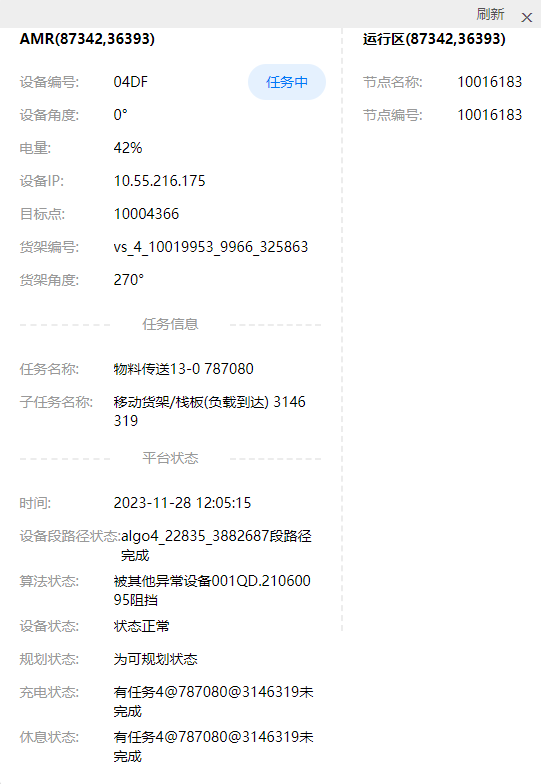 刷新 ×
AMR(87342,36393)
设备编号: 04DF 任务中
设备角度: 0°
电量: 42%
设备IP: 10.55.216.175
目标点: 10004366
货架编号: vs_4_10019953_9966_325863
货架角度: 270°
任务信息
任务名称: 物料传送13-0 787080
子任务名称: 移动货架/栈板(负载到达) 3146
319
平台状态
时间: 2023-11-28 12:05:15
设备段路径状态:algo4_22835_3882687段路径
完成
算法状态: 被其他异常设备001QD.210600
95阻挡
设备状态: 状态正常
规划状态: 为可规划状态
充电状态: 有任务4@787080@3146319未
完成
休息状态: 有任务4@787080@3146319未
完成
运行区(87342,36393)
节点名称: 10016183
节点编号: 10016183